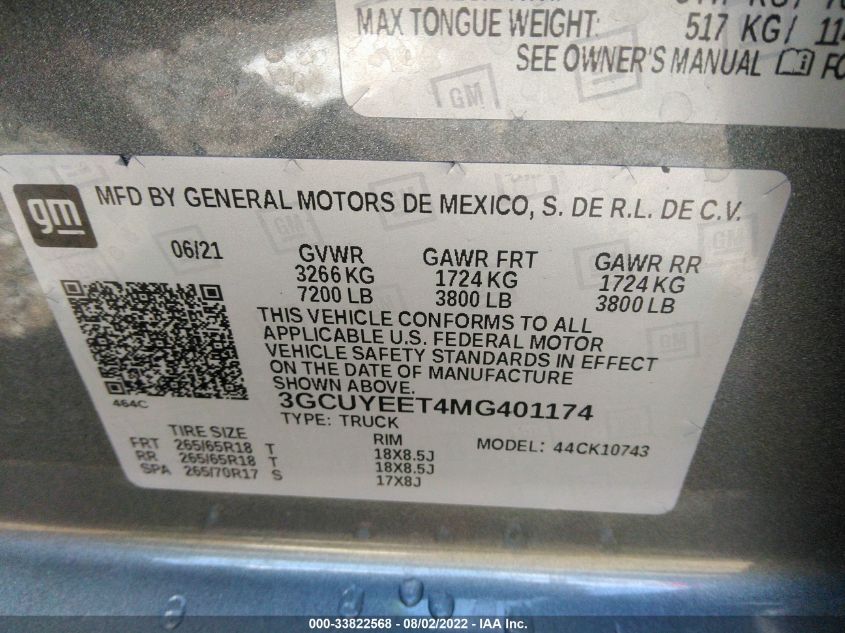 MAX TONGUE WEIGHT: 517 KG/ 114
SEE OWNER'S MANUAL FO
GM
gm
MFD BY GENERAL MOTORS DE MEXICO, S. DE R.L. DE C.V.
06/21 GVWR GAWR FRT GAWR RR
3266 KG 1724 KG 1724 KG
7200 LB 3800 LB 3800 LB
THIS VEHICLE CONFORMS TO ALL
APPLICABLE U.S. FEDERAL MOTOR
VEHICLE SAFETY STANDARDS IN EFFECT
ON THE DATE OF MANUFACTURE
SHOWN ABOVE.
464C
3GCUYEET4MG401174
TYPE: TRUCK
TIRE SIZE RIM MODEL: 44CK10743
FRT 265/65R18 T 18X8.5J
RR 265/65R18 T 18X8.5J
SPA 265/70R17 S 17X8J
000-33822568 - 08/02/2022 - IAA Inc.